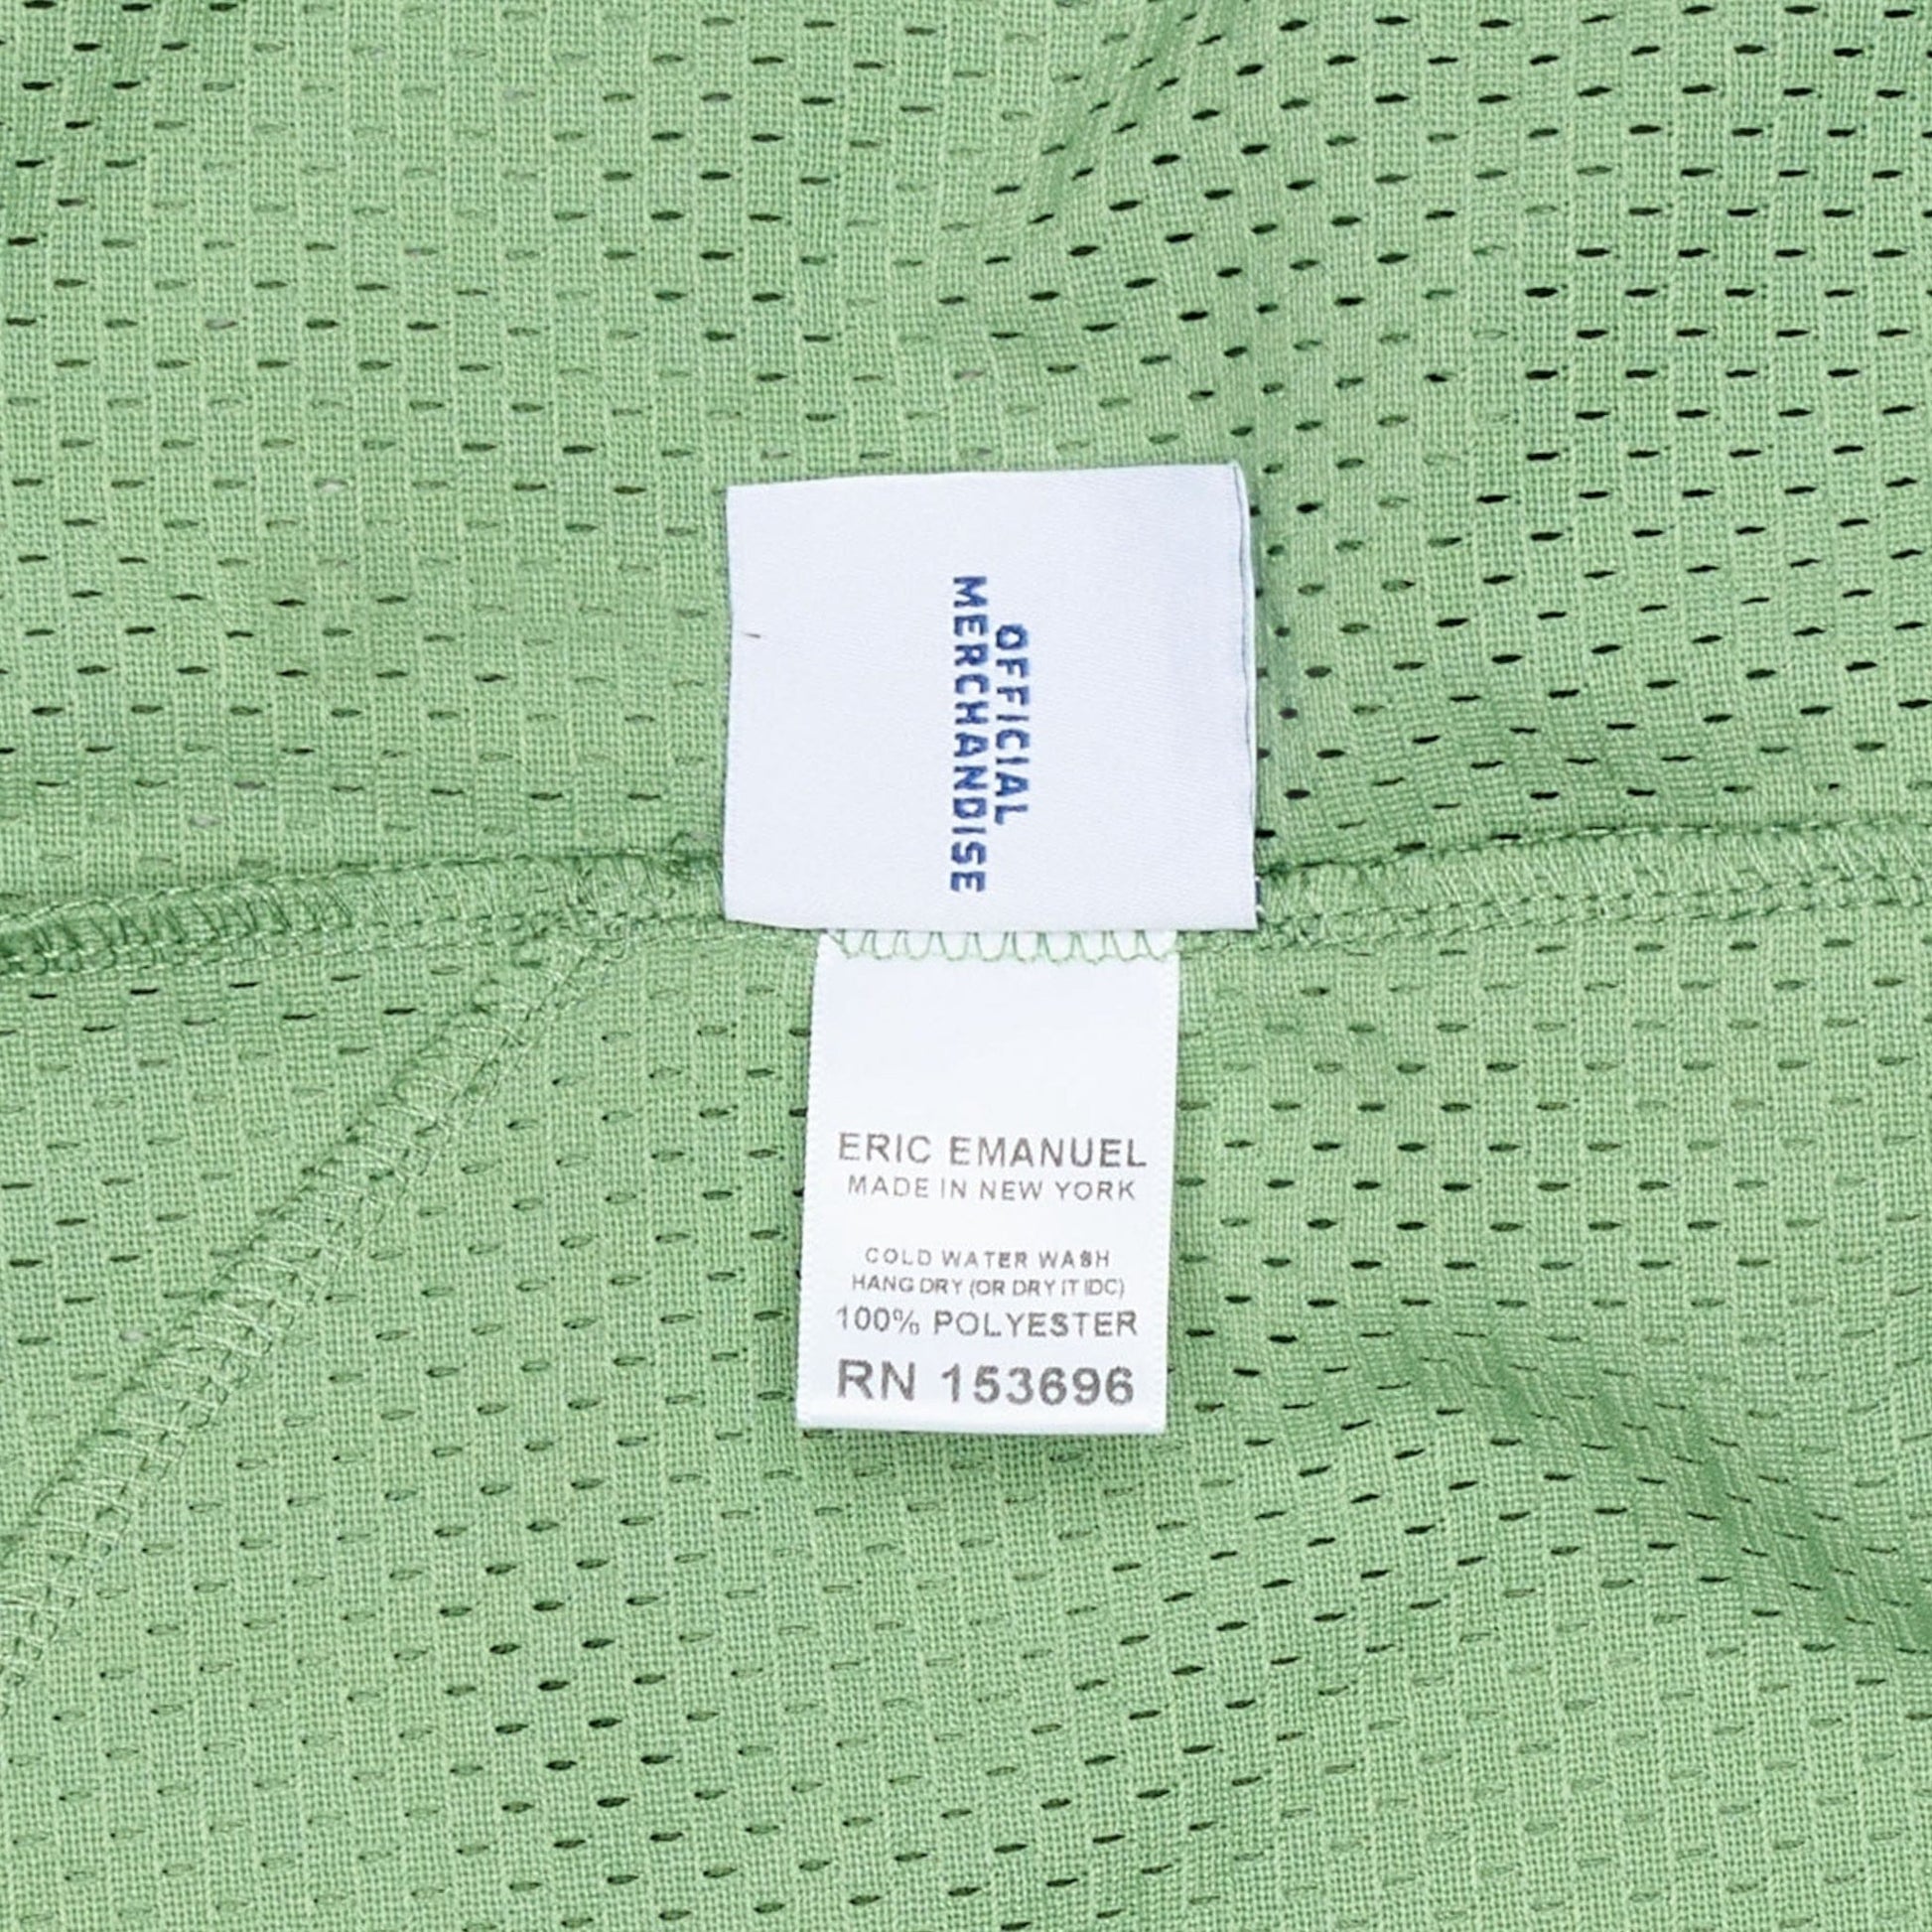 OFFICIAL
MERCHANDISE
ERIC EMANUEL
MADE IN NEW YORK
COLD WATER WASH
HANG DRY (OR DRY IT IDC)
100% POLYESTER
RN 153696